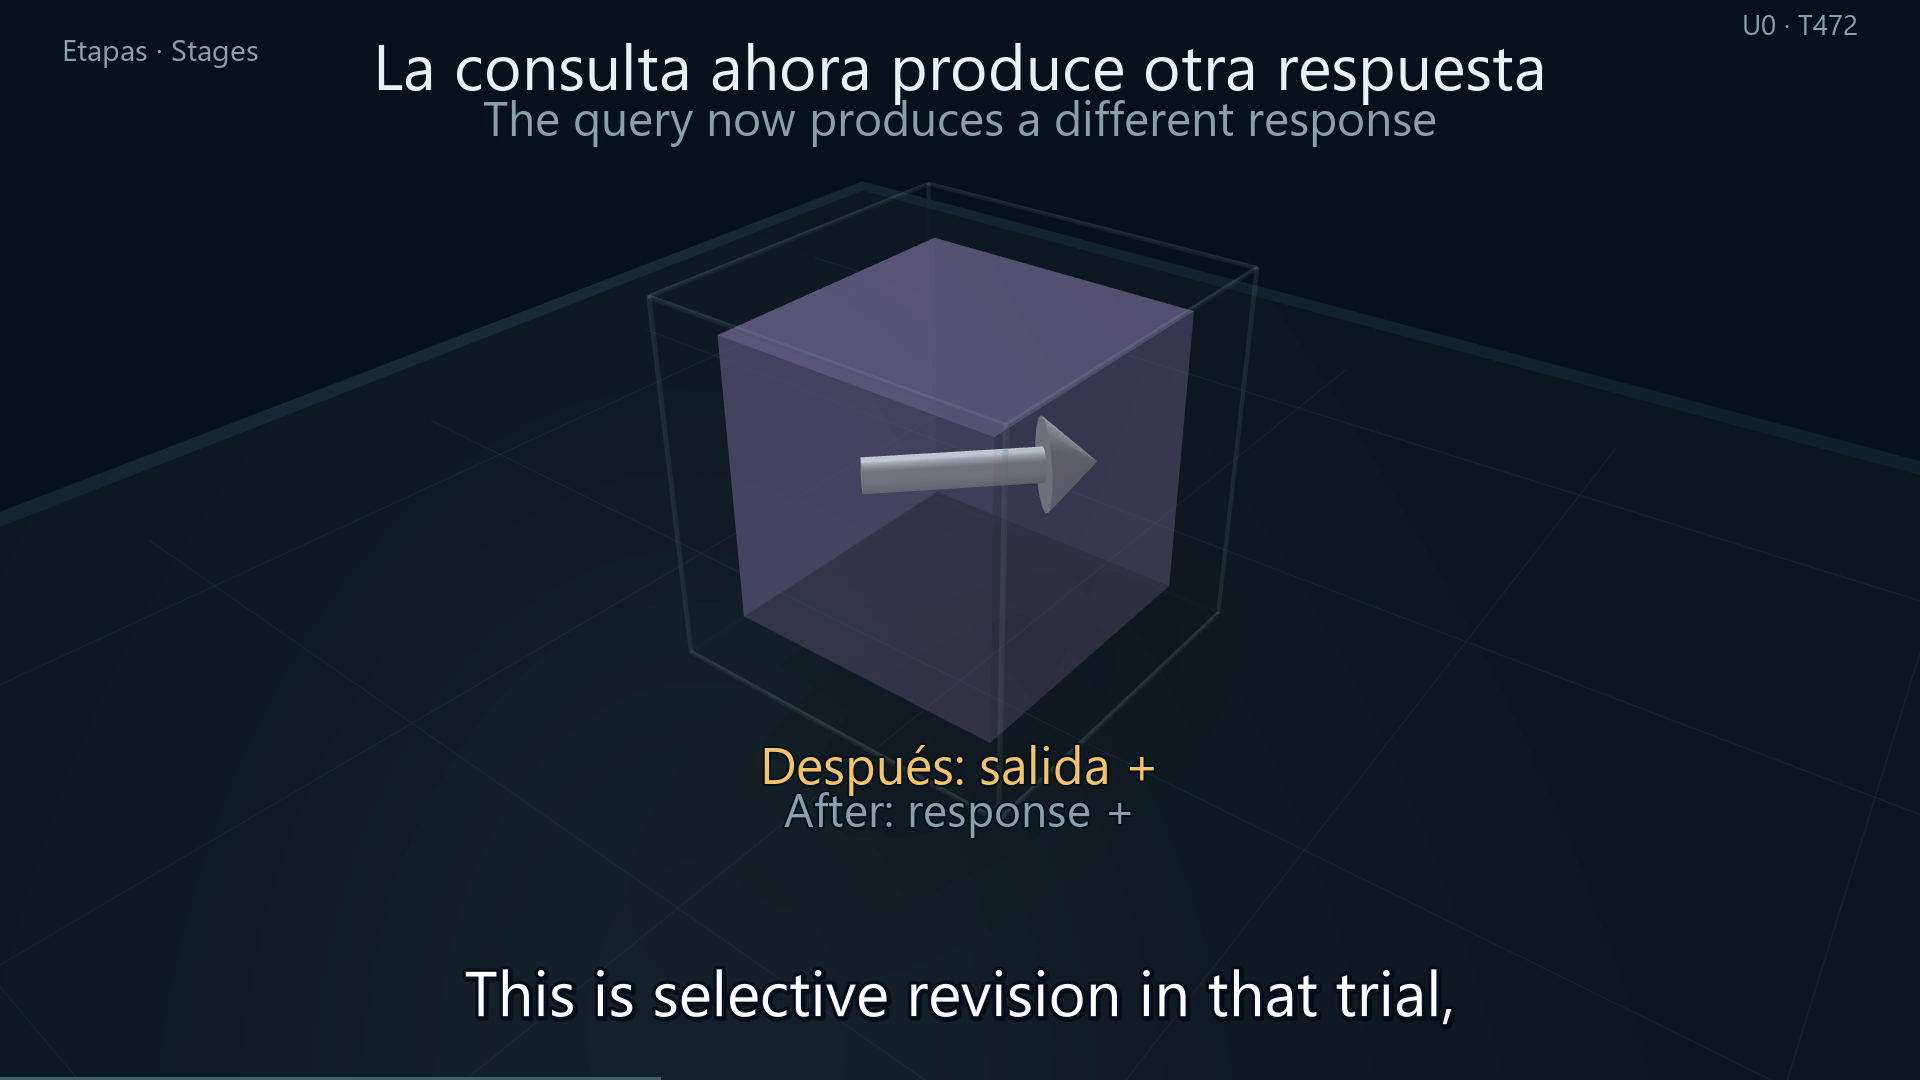 Etapas · Stages
U0 · T472
La consulta ahora produce otra respuesta
The query now produces a different response
Después: salida +
After: response +
This is selective revision in that trial,